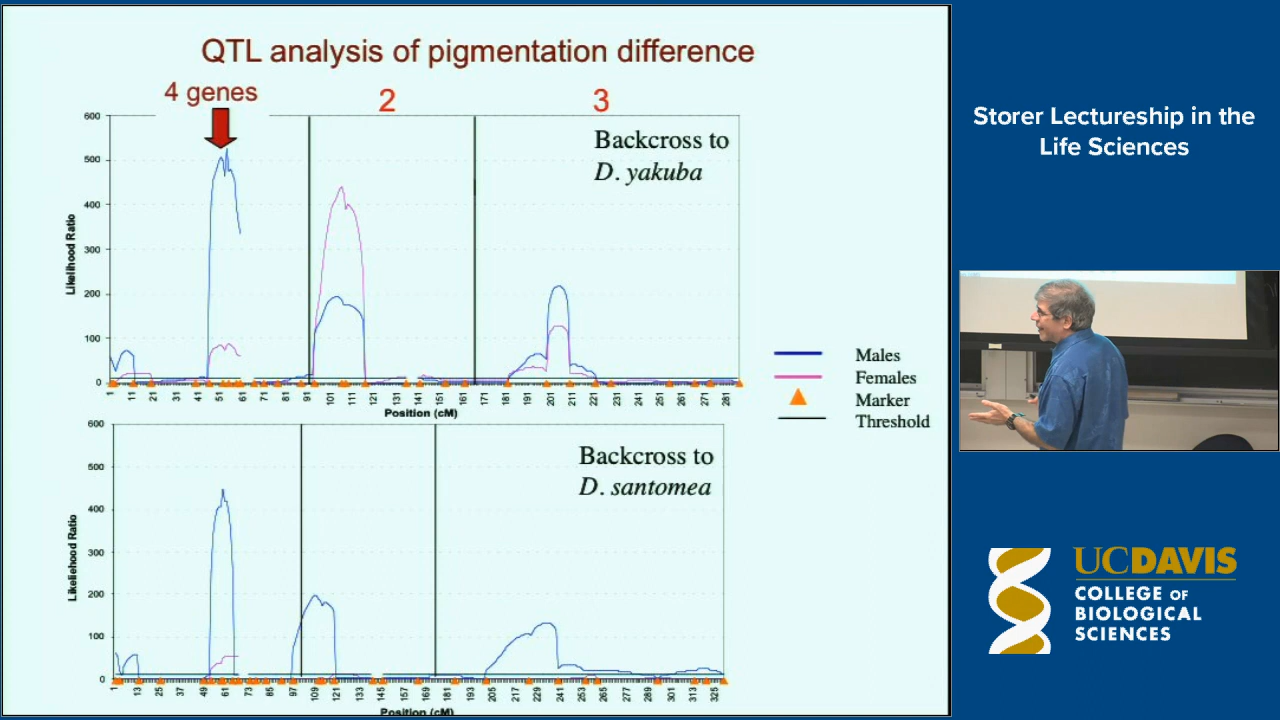 QTL analysis of pigmentation difference
4 genes
2
3
600
500
400
300
200
100
0
Likelihood Ratio
Backcross to
D. yakuba
1 11 21 31 41 51 61 71 81 91 101 111 121 131 141 151 161 171 181 191 201 211 221 231 241 251 261 271 281
Position (cM)
Males
Females
Marker
Threshold
600
500
400
300
200
100
0
Likeliehood Ratio
Backcross to
D. santomea
1 13 25 37 49 61 73 85 97 109 121 133 145 157 169 181 193 205 217 229 241 253 265 277 289 301 313 325
Position (cM)
Storer Lectureship in the
Life Sciences
UCDAVIS
COLLEGE OF
BIOLOGICAL
SCIENCES